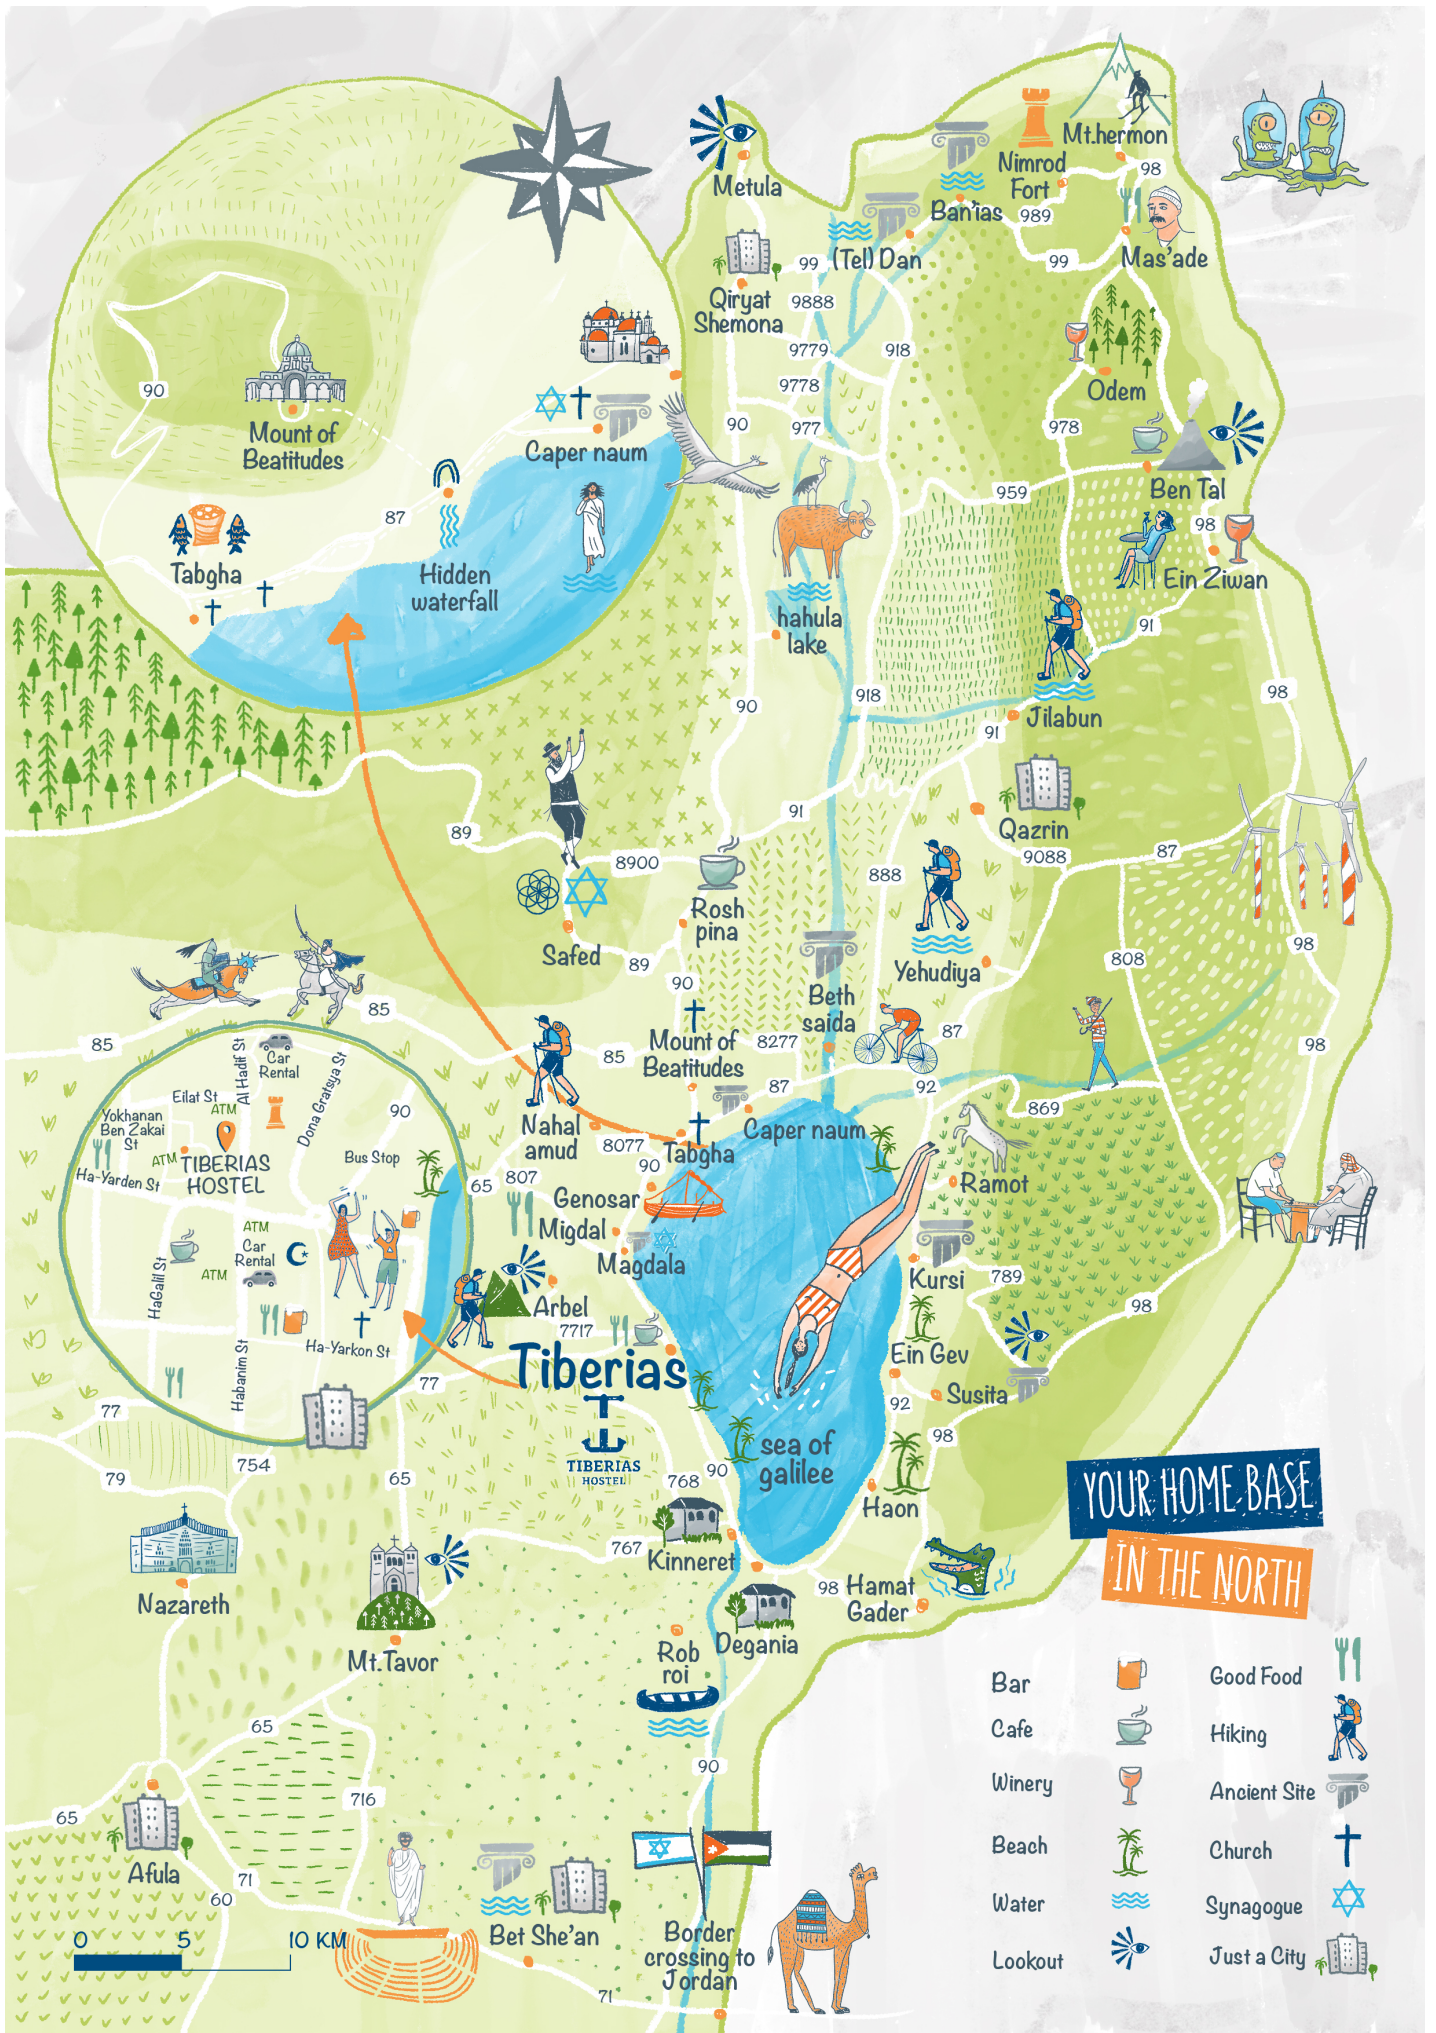 Metula
Nimrod
Fort
Mt.hermon
98
Ban'ias
989
Mas'ade
99
(Tel) Dan
99
Qiryat
Shemona
9888
9779
918
9778
Odem
90
977
978
Ben Tal
959
98
Ein Ziwan
hahula
lake
91
90
918
Jilabun
98
91
90
Mount of
Beatitudes
Caper naum
87
Tabgha
Hidden
waterfall
91
Qazrin
9088
87
89
8900
888
Rosh
pina
Safed
89
90
Yehudiya
808
98
Beth
saida
85
85
Mount of
Beatitudes
8277
87
85
98
87
92
869
Nahal
amud
8077
Tabgha
Caper naum
90
Ramot
65
807
Genosar
Migdal
Magdala
Kursi
789
98
Arbel
7717
Ein Gev
Tiberias
TIBERIAS
HOSTEL
Susita
92
98
sea of
galilee
Haon
768
90
Al Hadif St
Car
Rental
Dona Gratsya St
Eilat St
ATM
90
Yokhanan
Ben Zakai
St
ATM
TIBERIAS
HOSTEL
Bus Stop
Ha-Yarden St
ATM
Car
Rental
ATM
HaGalil St
Habanim St
Ha-Yarkon St
77
77
79
754
65
Nazareth
767
Kinneret
98
Hamat
Gader
Mt.Tavor
Rob
roi
Degania
65
90
716
65
Afula
71
60
Bet She'an
Border
crossing to
Jordan
71
0 5 10 KM
YOUR HOME BASE
IN THE NORTH
Bar
Good Food
Cafe
Hiking
Winery
Ancient Site
Beach
Church
Water
Synagogue
Lookout
Just a City